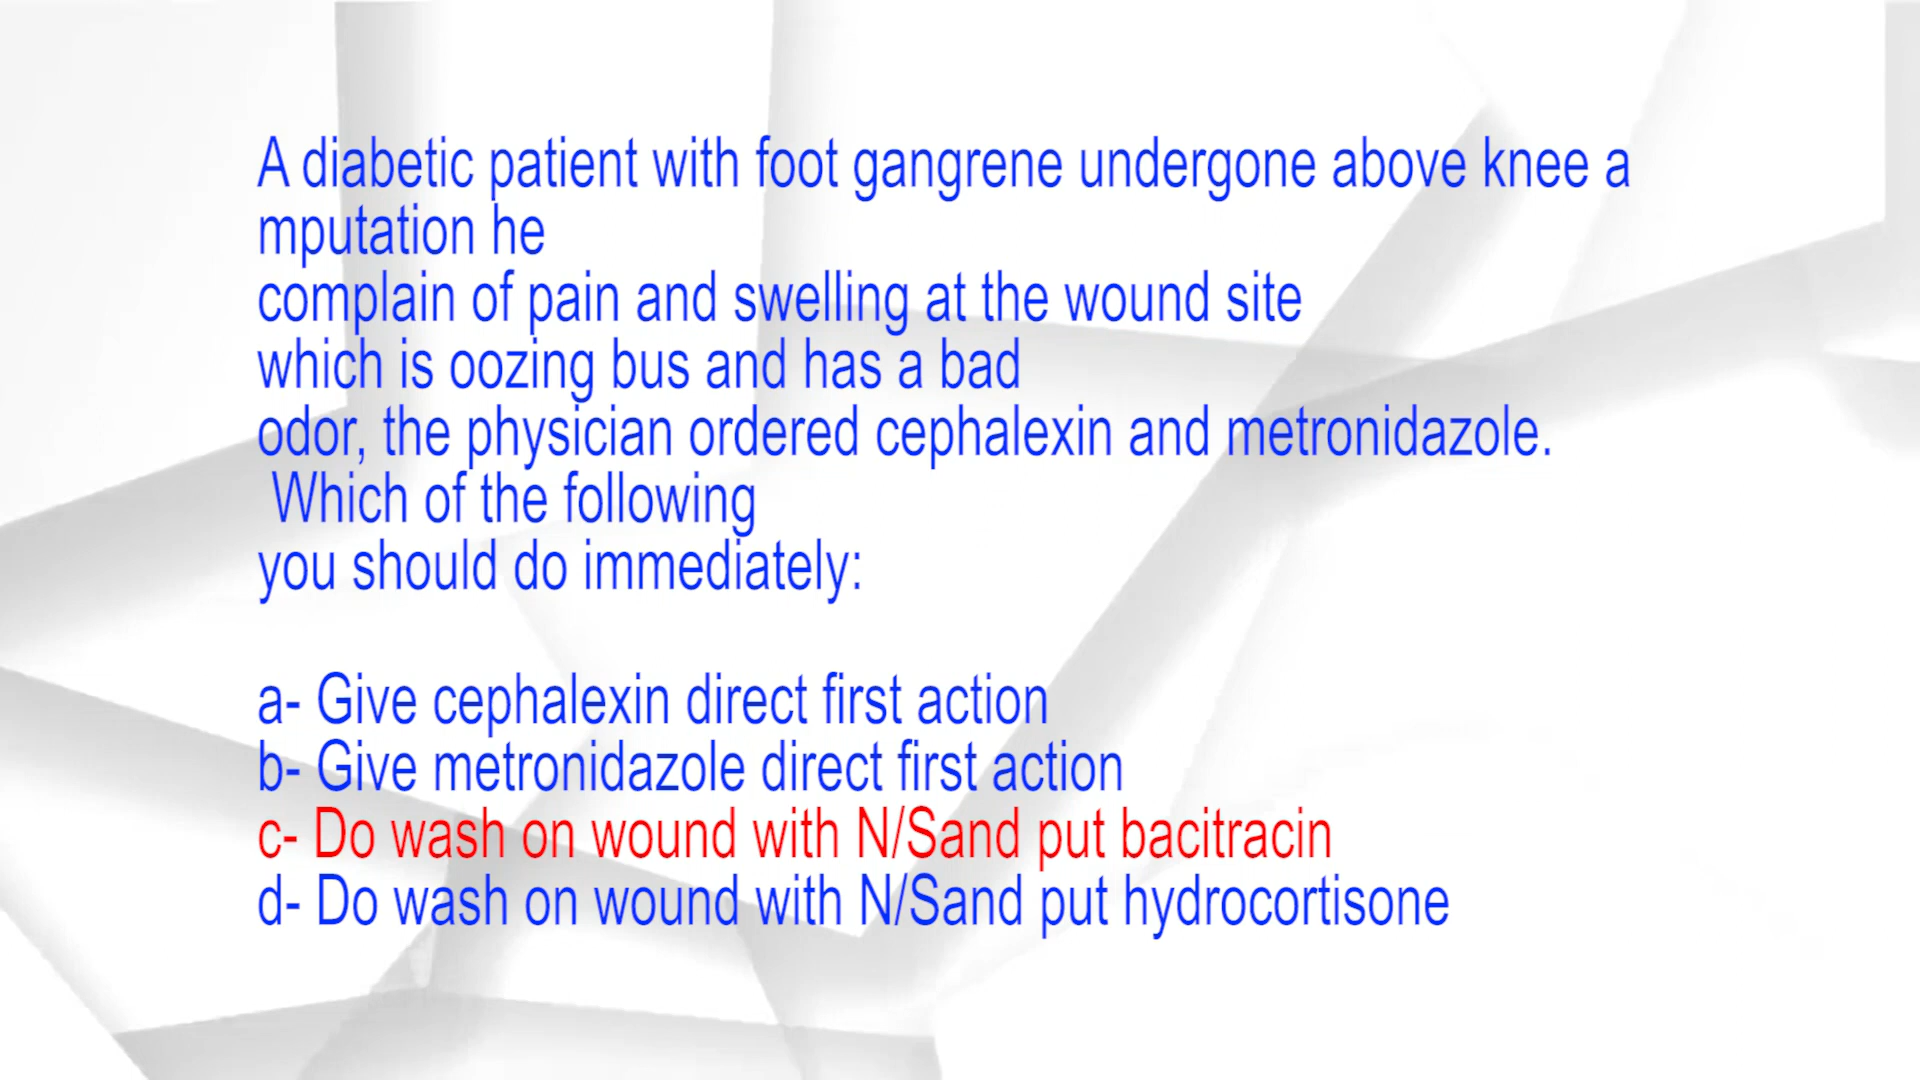 A diabetic patient with foot gangrene undergone above knee a
mputation he
complain of pain and swelling at the wound site
which is oozing bus and has a bad
odor, the physician ordered cephalexin and metronidazole.
Which of the following
you should do immediately:
a- Give cephalexin direct first action
b- Give metronidazole direct first action
c- Do wash on wound with N/Sand put bacitracin
d- Do wash on wound with N/Sand put hydrocortisone